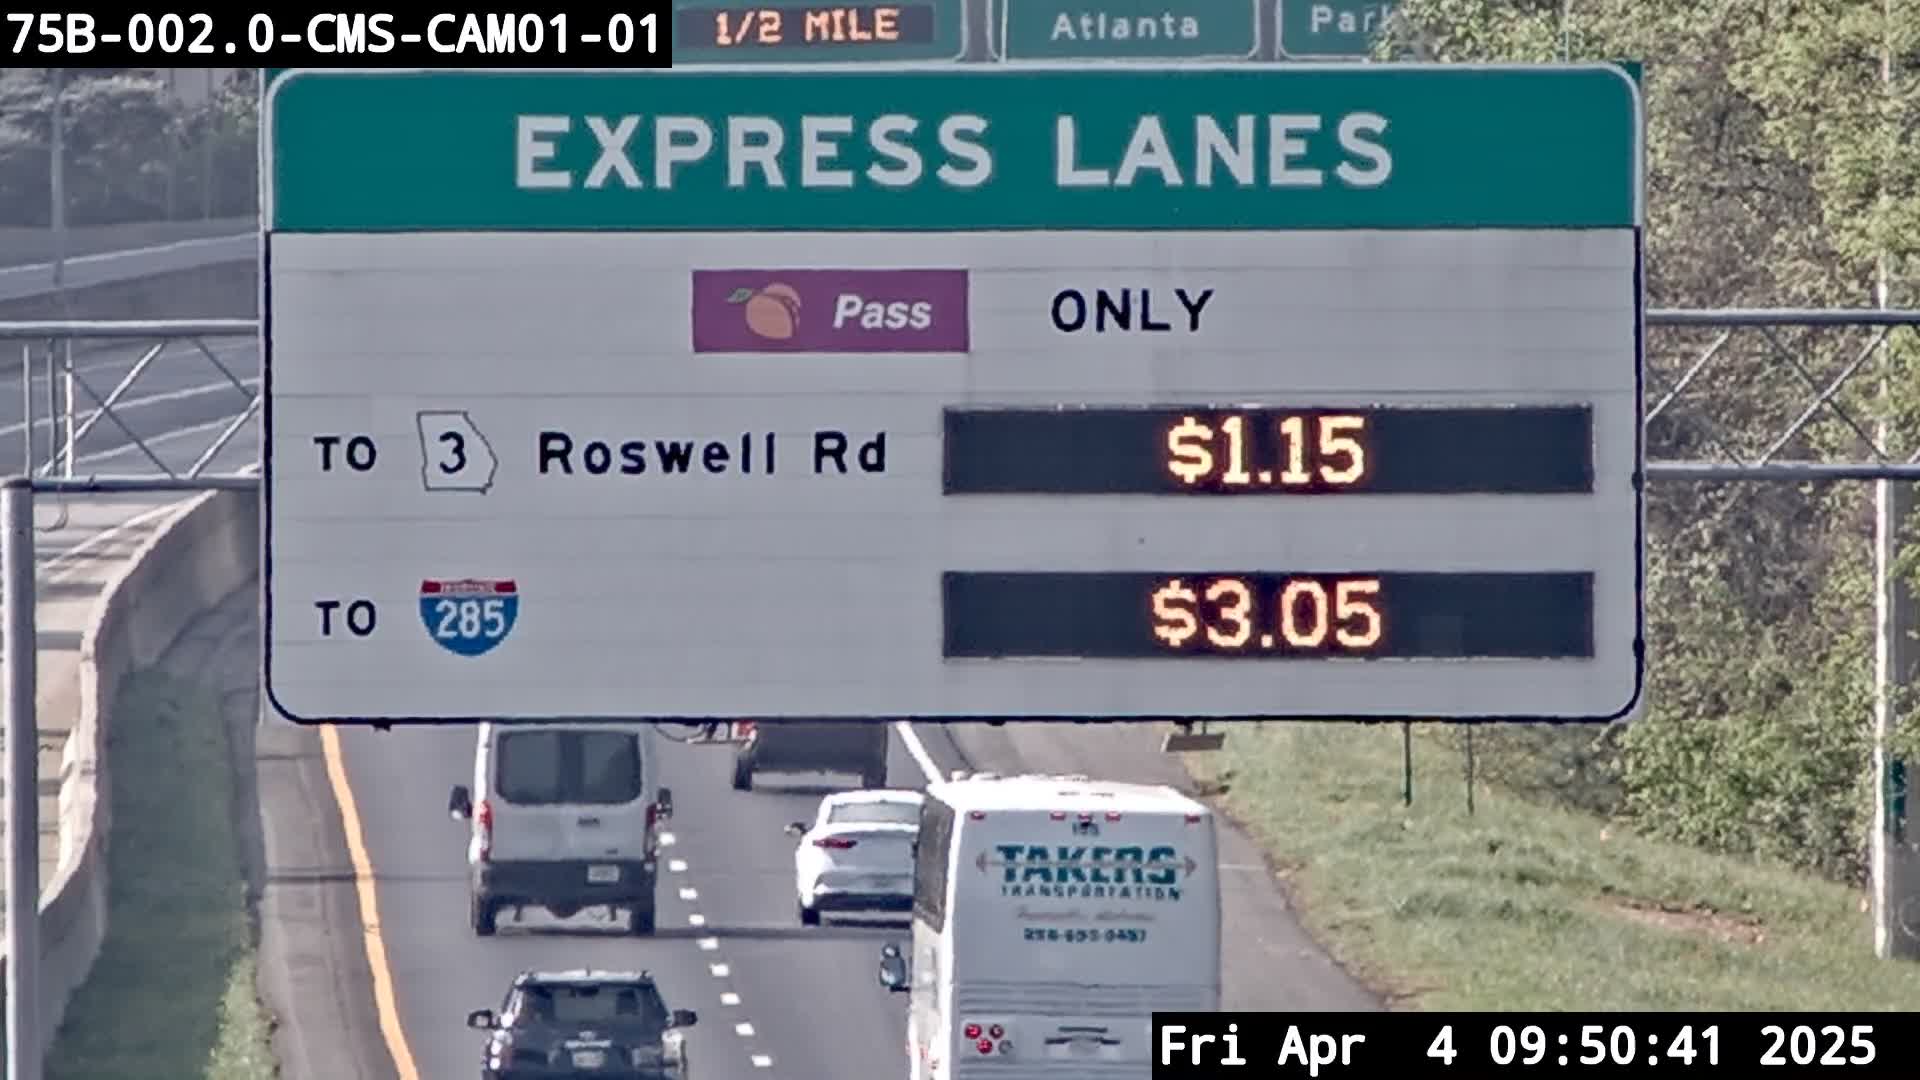 75B-002.0-CMS-CAM01-01
1/2 MILE
Atlanta
Park
EXPRESS LANES
Pass ONLY
TO 3 Roswell Rd $1.15
TO 285 $3.05
TAKERS
TRANSPORTATION
Fri Apr 4 09:50:41 2025